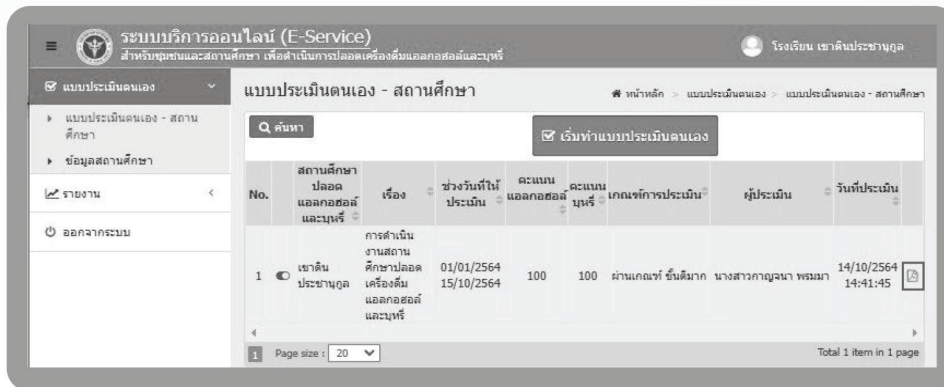 ระบบบริการออนไลน์ (E-Service)
สำหรับชุมชนและสถานศึกษา เพื่อดำเนินการปลอดเครื่องดื่มแอลกอฮอล์และบุหรี่
โรงเรียน เขาดินประชานุกูล
แบบประเมินตนเอง
แบบประเมินตนเอง - สถาน
ศึกษา
ข้อมูลสถานศึกษา
รายงาน
ออกจากระบบ
แบบประเมินตนเอง - สถานศึกษา
หน้าหลัก > แบบประเมินตนเอง > แบบประเมินตนเอง - สถานศึกษา
ค้นหา
เริ่มทำแบบประเมินตนเอง
No.
สถานศึกษา
ปลอด
แอลกอฮอล์
และบุหรี่
เรื่อง
ช่วงวันที่ให้
ประเมิน
คะแนน
แอลกอฮอล์
คะแนน
บุหรี่
เกณฑ์การประเมิน
ผู้ประเมิน
วันที่ประเมิน
1
เขาดิน
ประชานุกูล
การดำเนิน
งานสถาน
ศึกษาปลอด
เครื่องดื่ม
แอลกอฮอล์
และบุหรี่
01/01/2564
15/10/2564
100
100
ผ่านเกณฑ์ ขั้นดีมาก
นางสาวกาญจนา พรมมา
14/10/2564
14:41:45
1 Page size : 20
Total 1 item in 1 page